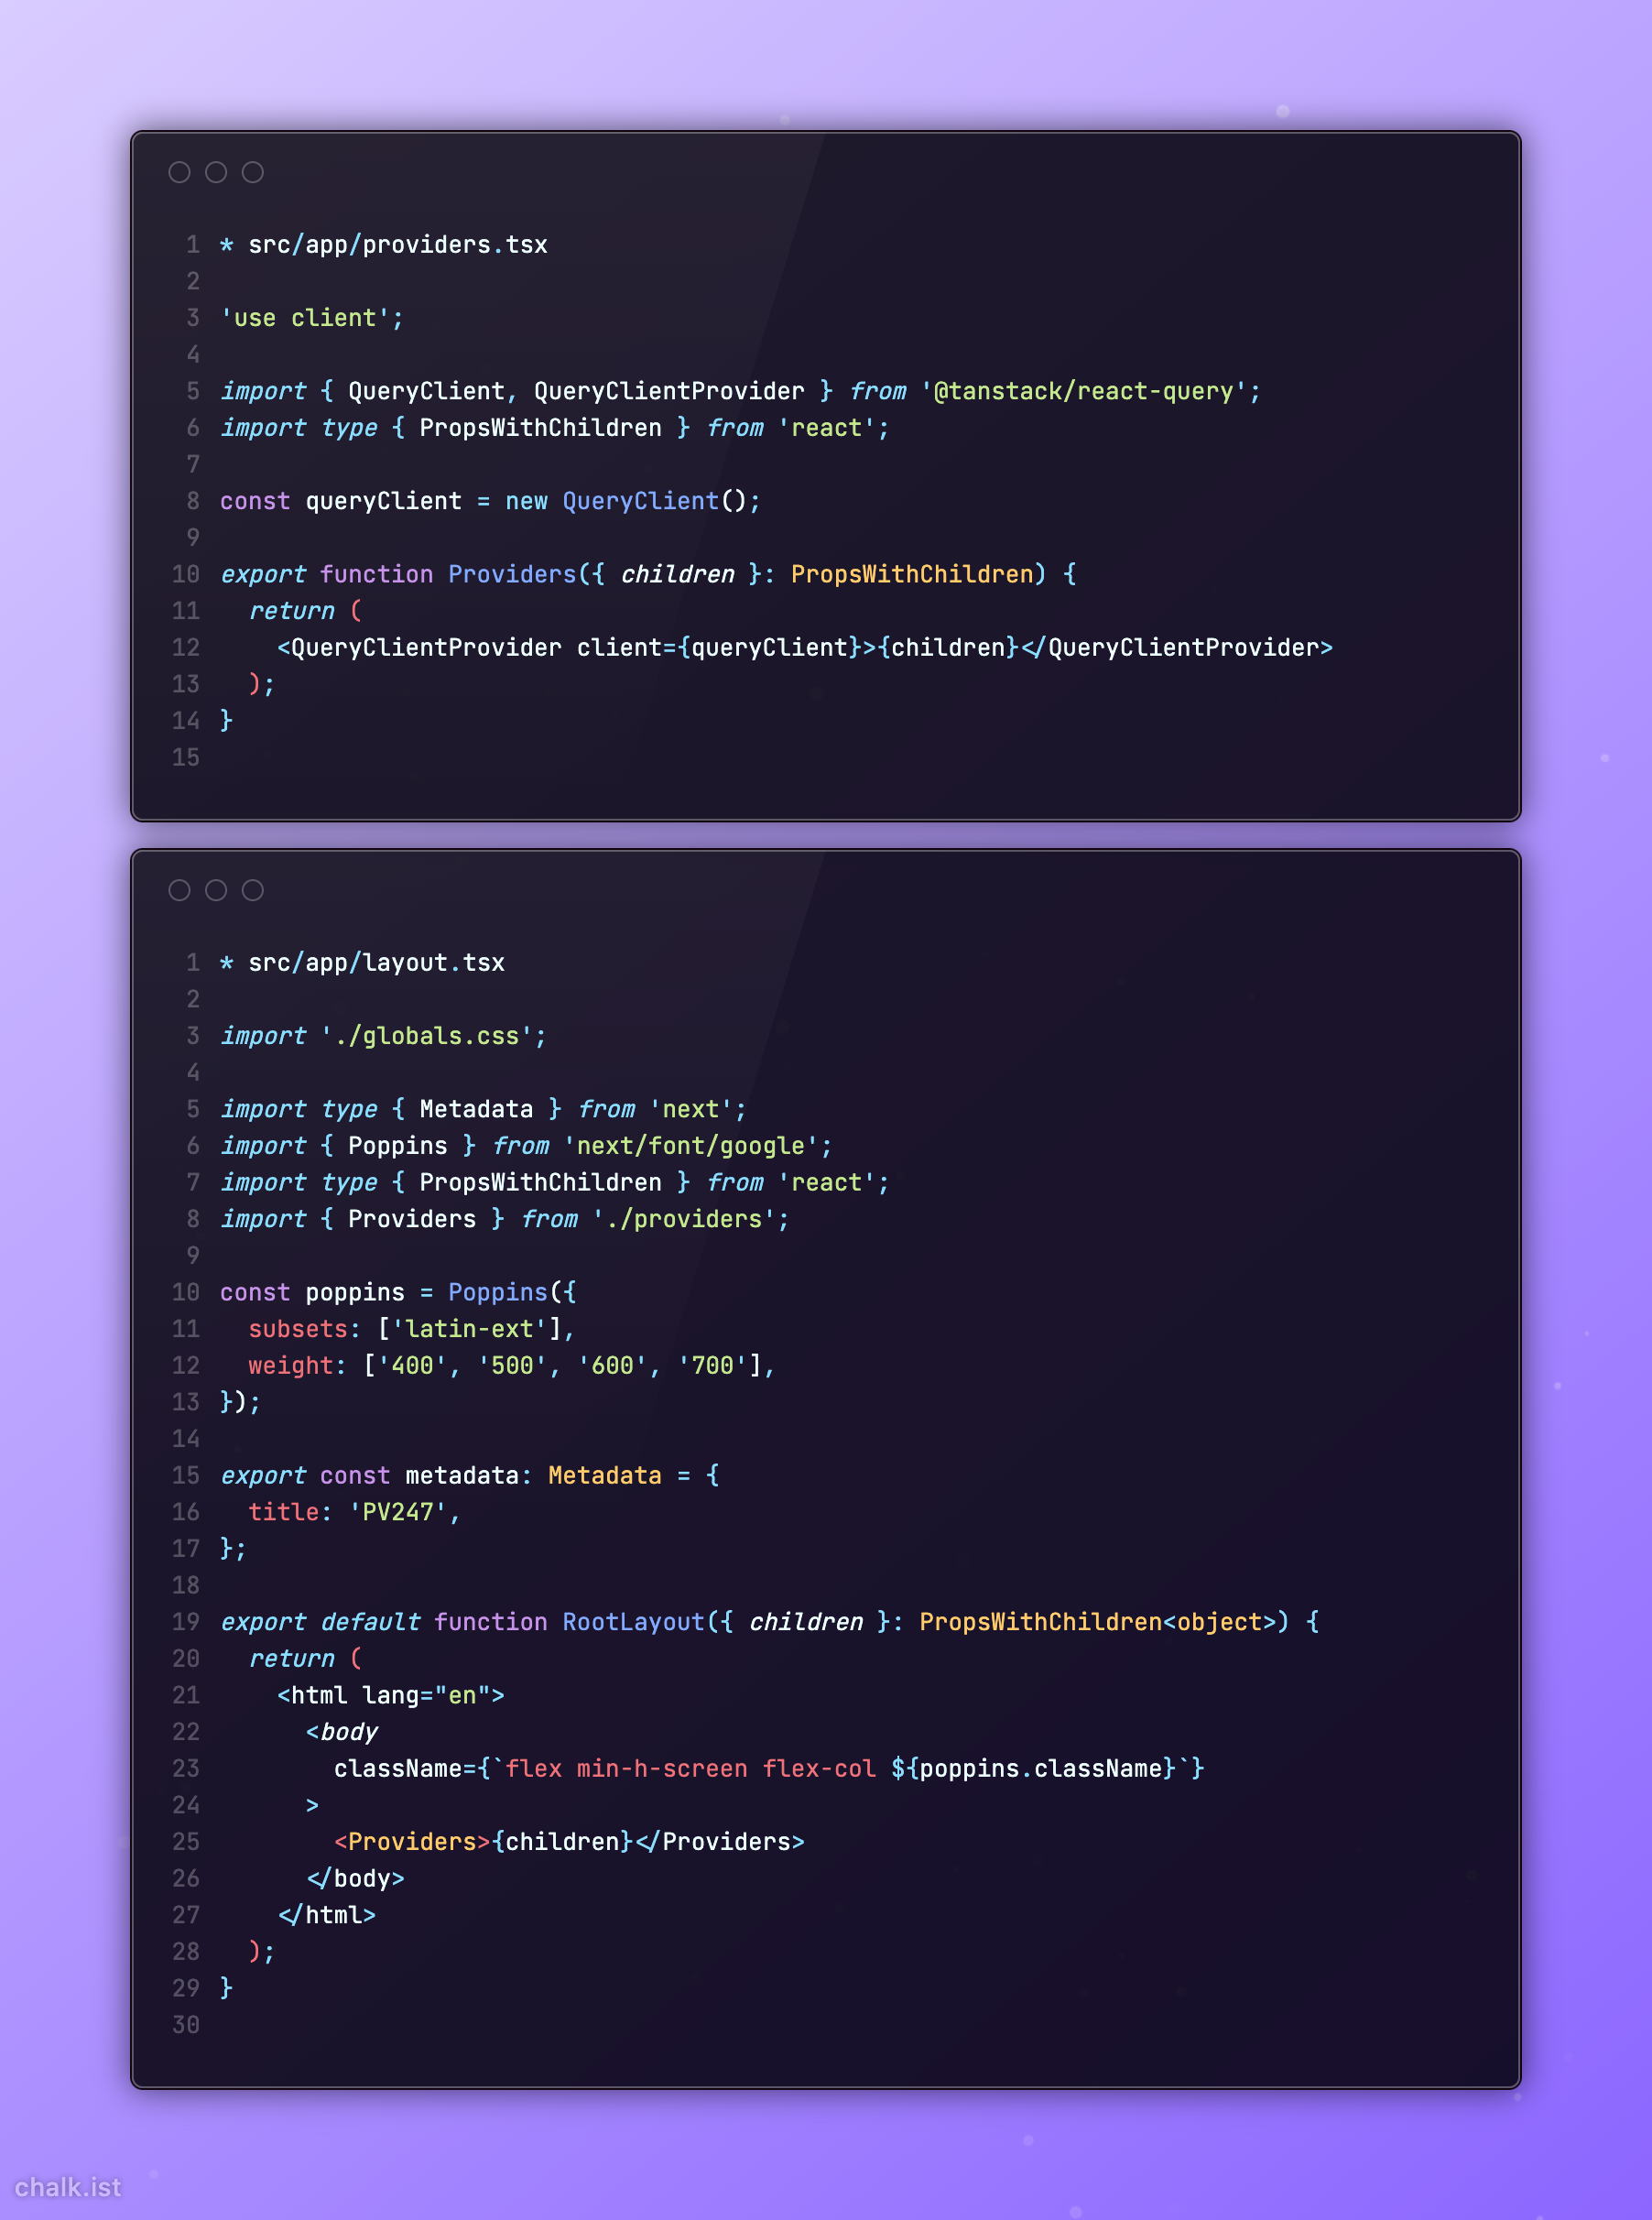 1 * src/app/providers.tsx
2
3 'use client';
4
5 import { QueryClient, QueryClientProvider } from '@tanstack/react-query';
6 import type { PropsWithChildren } from 'react';
7
8 const queryClient = new QueryClient();
9
10 export function Providers({ children }: PropsWithChildren) {
11   return (
12     <QueryClientProvider client={queryClient}>{children}</QueryClientProvider>
13   );
14 }
15
1 * src/app/layout.tsx
2
3 import './globals.css';
4
5 import type { Metadata } from 'next';
6 import { Poppins } from 'next/font/google';
7 import type { PropsWithChildren } from 'react';
8 import { Providers } from './providers';
9
10 const poppins = Poppins({
11   subsets: ['latin-ext'],
12   weight: ['400', '500', '600', '700'],
13 });
14
15 export const metadata: Metadata = {
16   title: 'PV247',
17 };
18
19 export default function RootLayout({ children }: PropsWithChildren<object>) {
20   return (
21     <html lang="en">
22       <body
23         className={`flex min-h-screen flex-col ${poppins.className}`}
24       >
25         <Providers>{children}</Providers>
26       </body>
27     </html>
28   );
29 }
30
chalk.ist